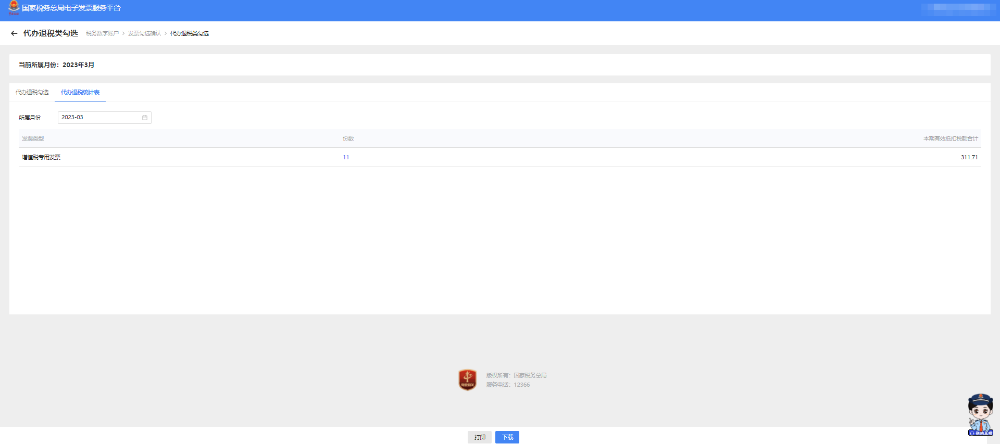 国家税务总局电子发票服务平台
代办退税类勾选 税务数字账户 > 发票勾选确认 > 代办退税类勾选
当前所属月份：2023年3月
代办退税勾选 代办退税统计表
所属月份 2023-03
发票类型 份数 本期有效抵扣税额合计
增值税专用发票 11 311.71
版权所有：国家税务总局
服务电话：12366
打印 下载